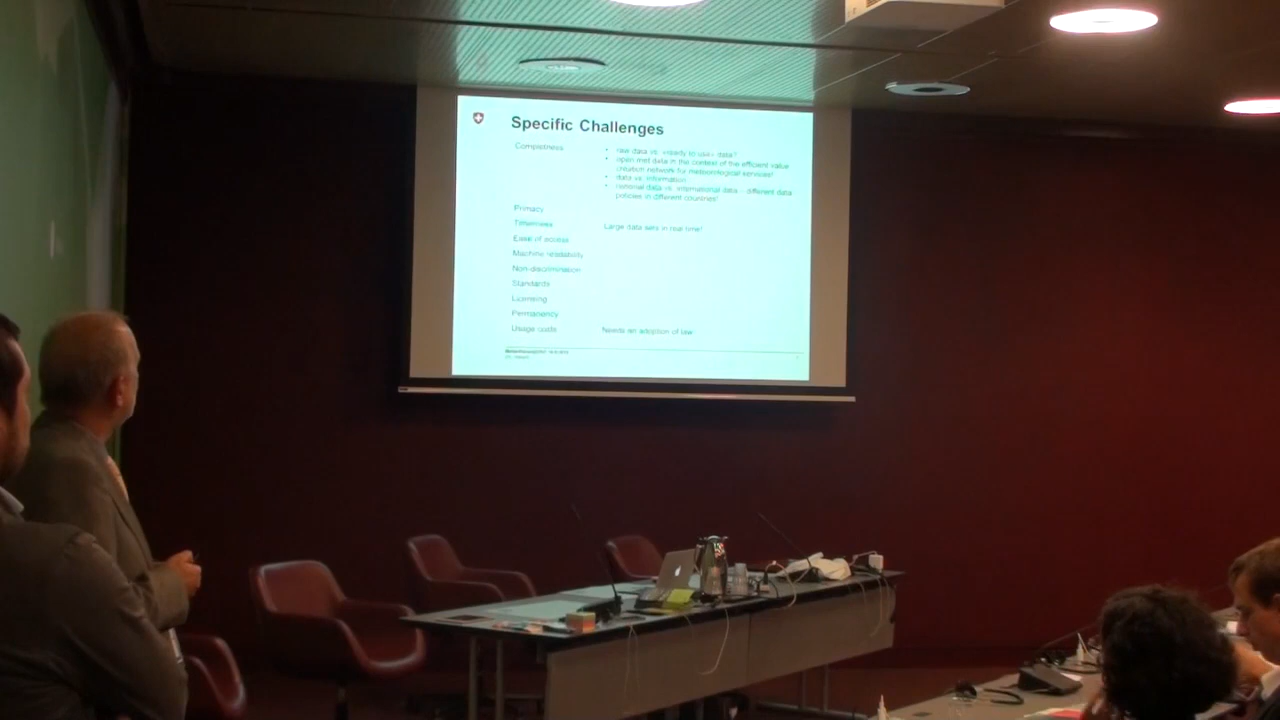 Specific Challenges
Completness
• raw data vs. «ready to use» data?
• open met data in the context of the efficient value
creation network for meteorological services?
• data vs. information
• national data vs. international data - different data
policies in different countries?
Primacy
Timeliness
Large data sets in real time?
Ease of access
Machine readability
Non-discrimination
Standards
Licensing
Permanency
Usage costs
Needs an adoption of law